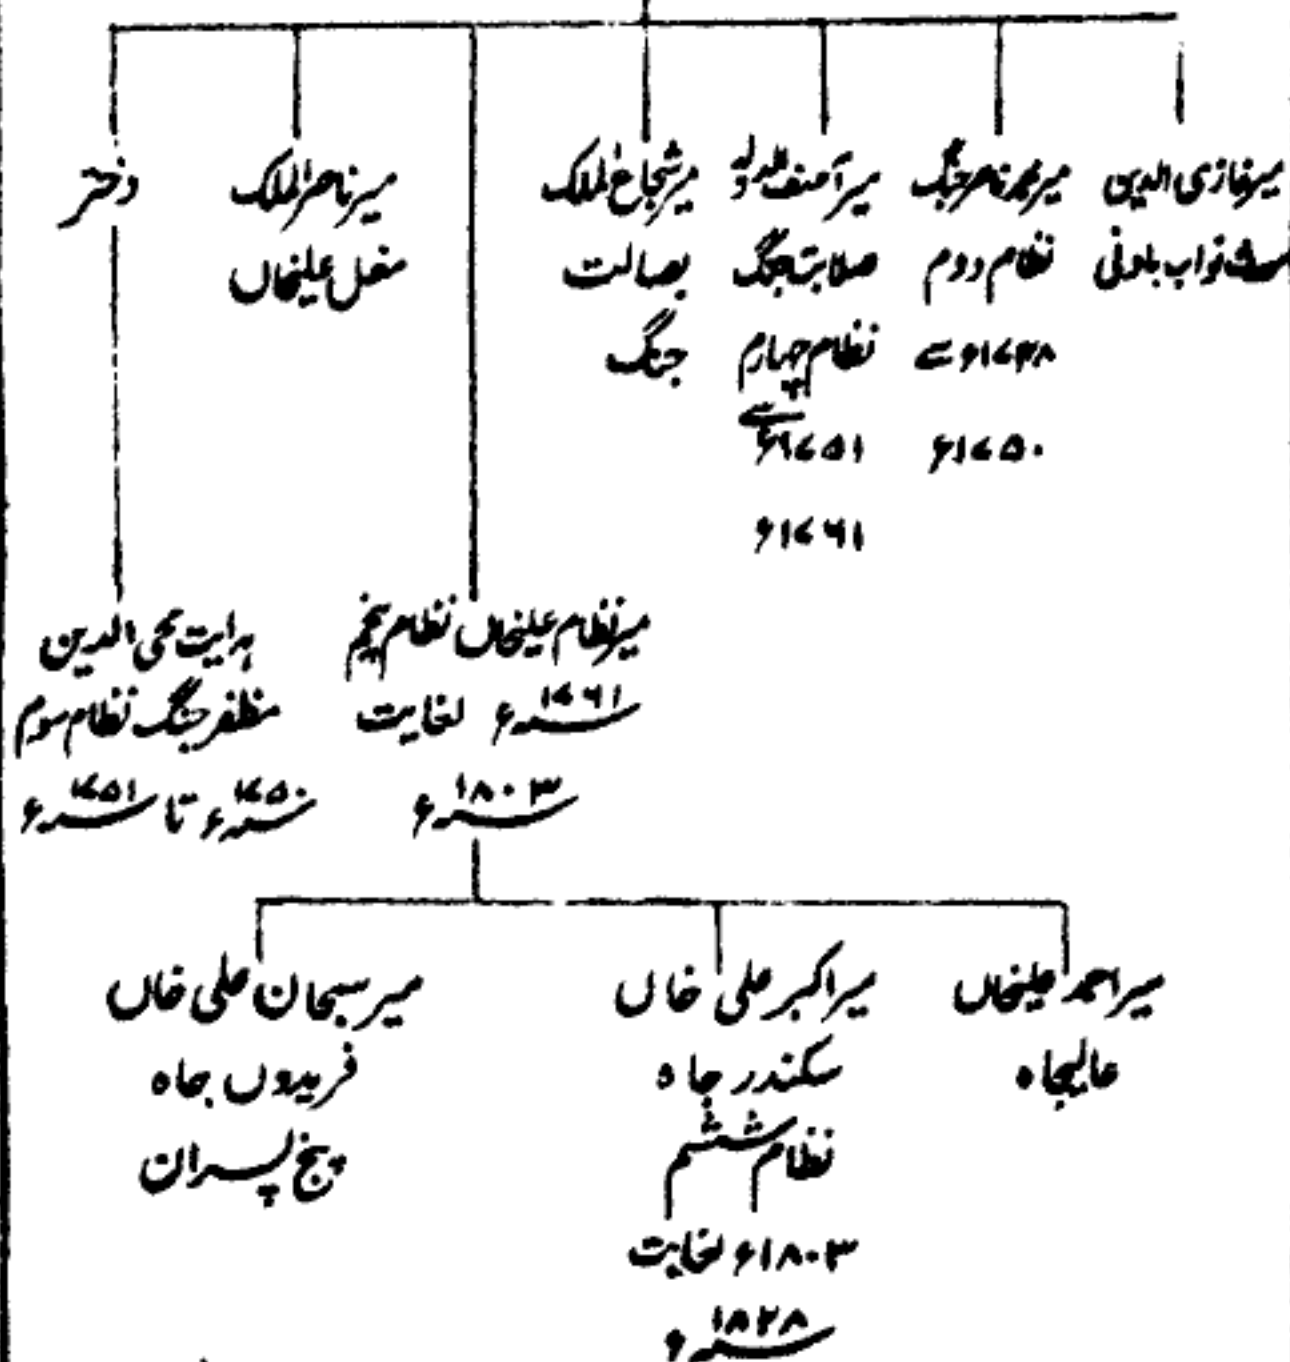 میر غازی الدین
نواب باونی
میر محمد ناصر جنگ
نظام دوم
۱۷۴۸ء سے
۱۷۵۰ء
میر آصف الدولہ
صلابت جنگ
نظام چہارم
سے
۱۷۵۱ء
۱۷۶۱ء
میر شجاع الملک
بصالت
جنگ
میر ناصر الملک
مغل علیخاں
دختر
میر نظام علیخاں نظام پنجم
۱۷۶۱ء لغایت
۱۸۰۳ء
ہدایت محی الدین
مظفر جنگ نظام سوم
۱۷۵۰ء تا ۱۷۵۱ء
میر احمد علیخاں
عالیجاہ
میر اکبر علی خاں
سکندر جاہ
نظام ششم
۱۸۰۳ء لغایت
۱۸۲۸ء
میر سبحان علی خاں
فریدوں جاہ
پنج پسران